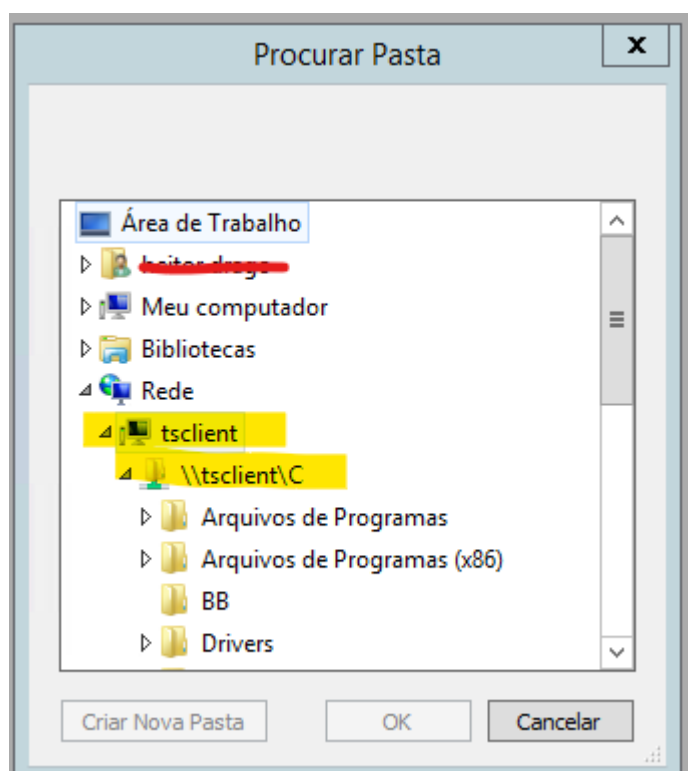 Procurar Pasta
x
Área de Trabalho
Meu computador
Bibliotecas
Rede
tsclient
\\tsclient\C
Arquivos de Programas
Arquivos de Programas (x86)
BB
Drivers
Criar Nova Pasta
OK
Cancelar